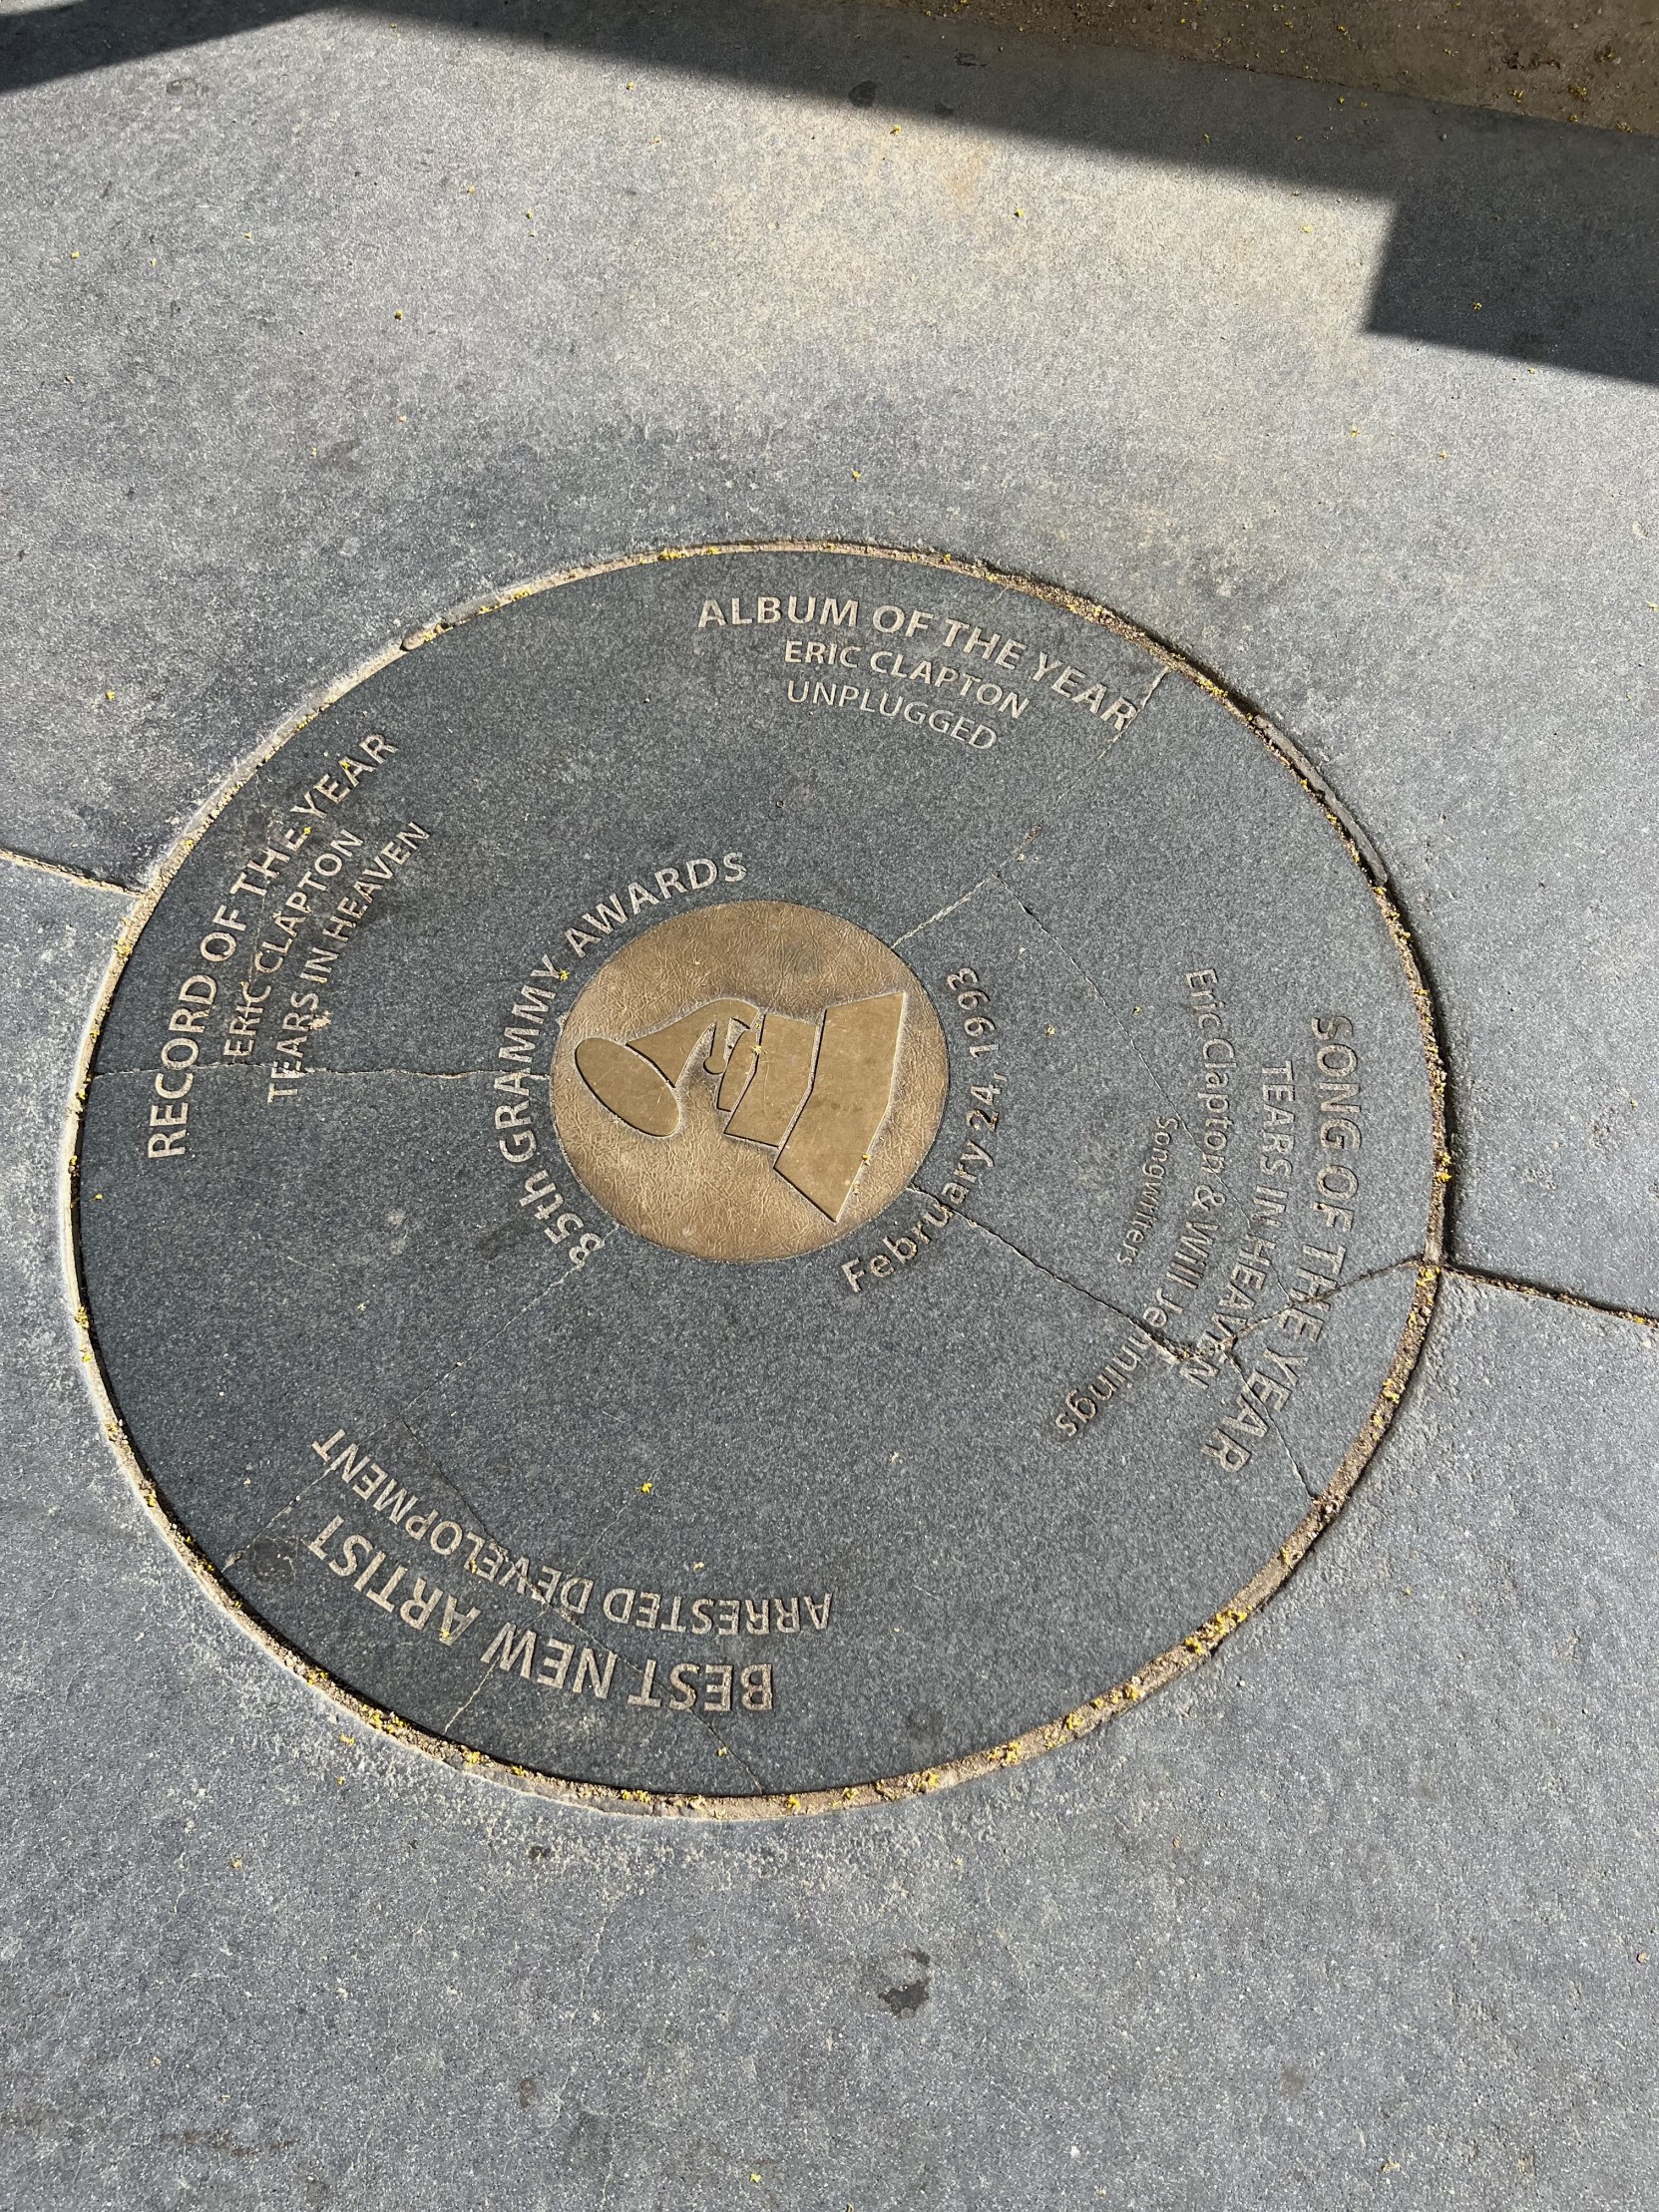 RECORD OF THE YEAR
ERIC CLAPTON
TEARS IN HEAVEN
ALBUM OF THE YEAR
ERIC CLAPTON
UNPLUGGED
SONG OF THE YEAR
TEARS IN HEAVEN
Eric Clapton & Will Jennings
Songwriters
BEST NEW ARTIST
ARRESTED DEVELOPMENT
35th GRAMMY AWARDS
February 24, 1993